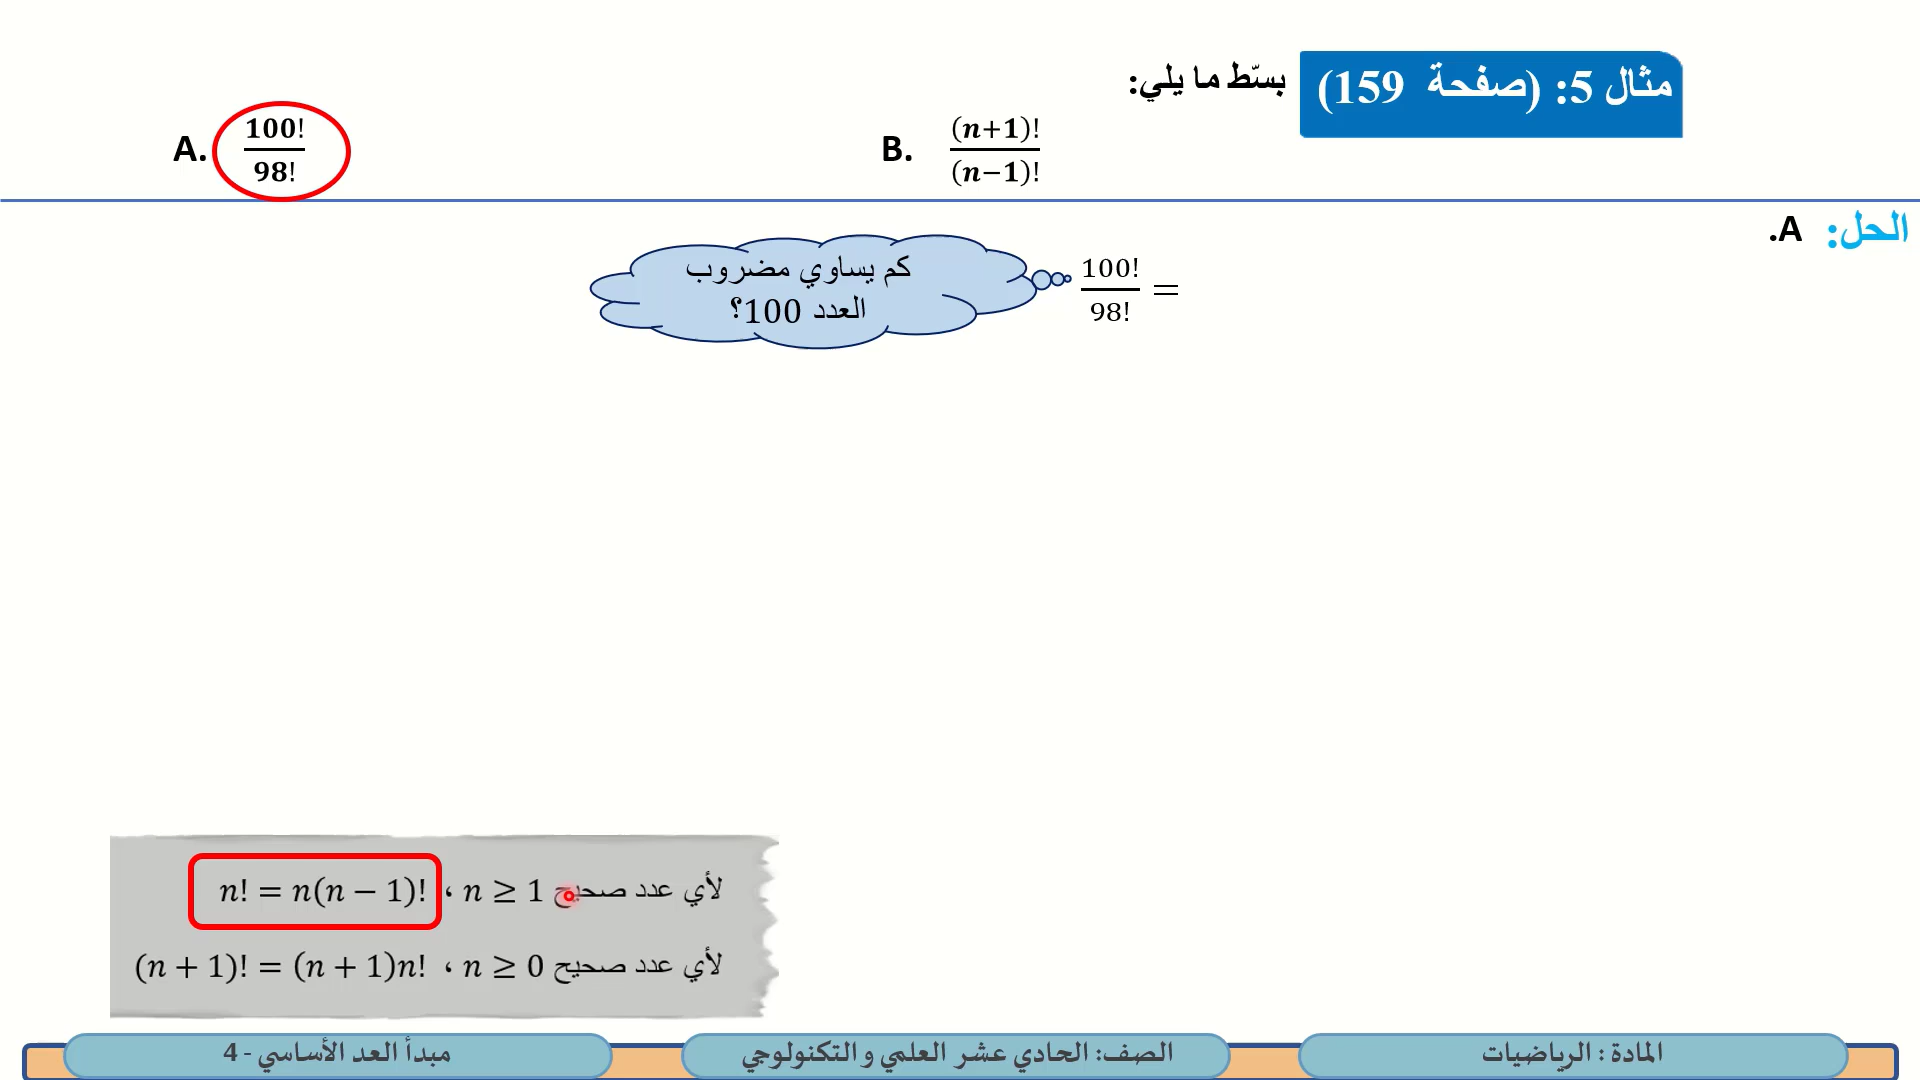 مثال 5: (صفحة 159) بسّط ما يلي:
A. 100!/98!
B. (n+1)!/(n−1)!
الحل: A.
100!/98! =
كم يساوي مضروب
العدد 100؟
لأي عدد صحيح n ≥ 1 ، n! = n(n − 1)!
لأي عدد صحيح n ≥ 0 ، (n + 1)! = (n + 1)n!
المادة : الرياضيات
الصف: الحادي عشر العلمي و التكنولوجي
مبدأ العد الأساسي - 4